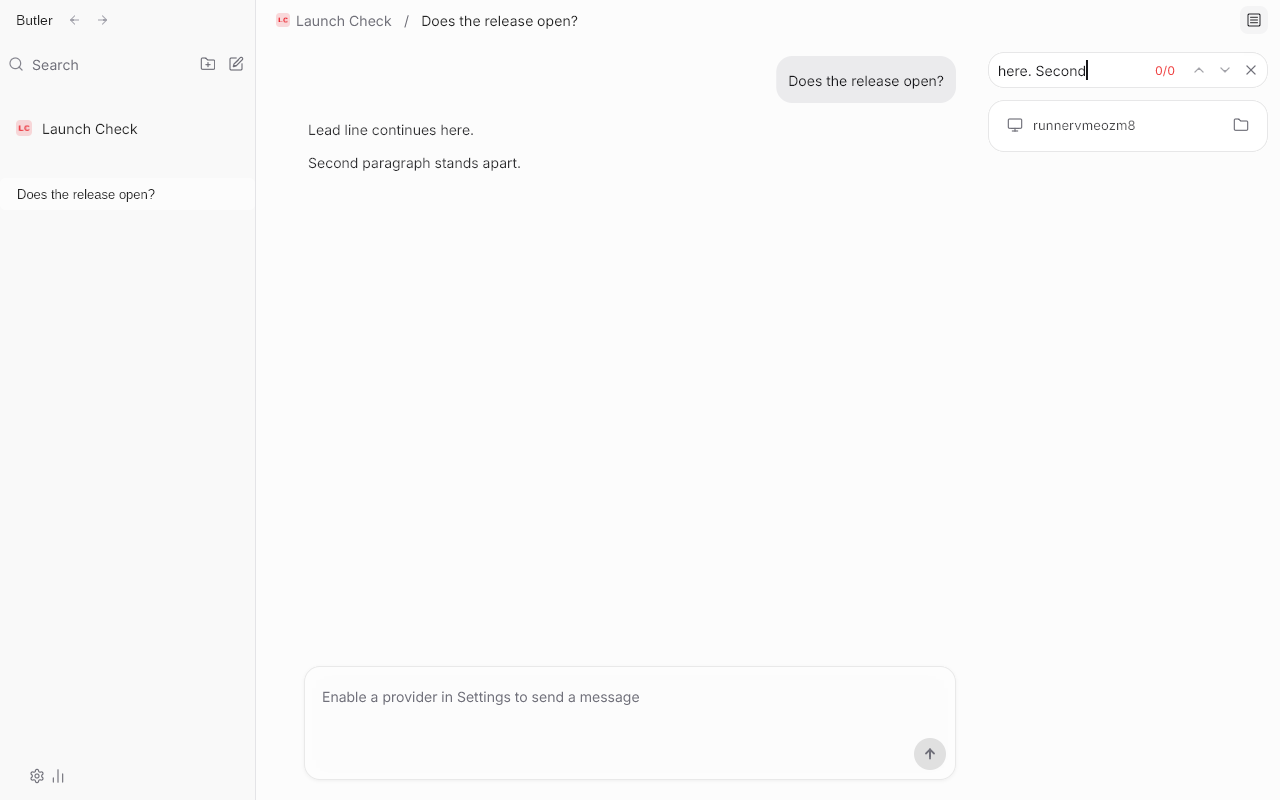 Butler
Search
LC Launch Check
Does the release open?
LC Launch Check / Does the release open?
Does the release open?
Lead line continues here.
Second paragraph stands apart.
here. Second 0/0
runnervmeozm8
Enable a provider in Settings to send a message